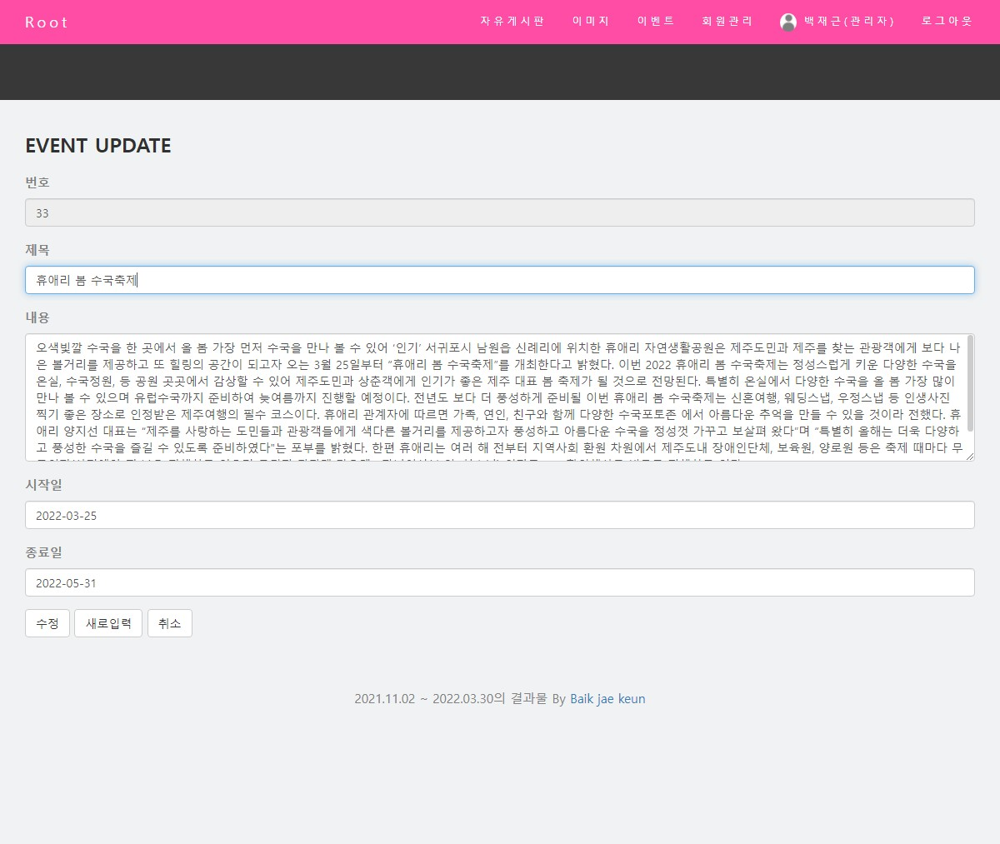 Root
자유게시판
이미지
이벤트
회원관리
백재근(관리자)
로그아웃
EVENT UPDATE
번호
33
제목
휴애리 봄 수국축제
내용
오색빛깔 수국을 한 곳에서 올 봄 가장 먼저 수국을 만나 볼 수 있어 ‘인기’ 서귀포시 남원읍 신례리에 위치한 휴애리 자연생활공원은 제주도민과 제주를 찾는 관광객에게 보다 나
은 볼거리를 제공하고 또 힐링의 공간이 되고자 오는 3월 25일부터 “휴애리 봄 수국축제”를 개최한다고 밝혔다. 이번 2022 휴애리 봄 수국축제는 정성스럽게 키운 다양한 수국을
온실, 수국정원, 등 공원 곳곳에서 감상할 수 있어 제주도민과 상춘객에게 인기가 좋은 제주 대표 봄 축제가 될 것으로 전망된다. 특별히 온실에서 다양한 수국을 올 봄 가장 많이
만나 볼 수 있으며 유럽수국까지 준비하여 늦여름까지 진행할 예정이다. 전년도 보다 더 풍성하게 준비될 이번 휴애리 봄 수국축제는 신혼여행, 웨딩스냅, 우정스냅 등 인생사진
찍기 좋은 장소로 인정받은 제주여행의 필수 코스이다. 휴애리 관계자에 따르면 가족, 연인, 친구와 함께 다양한 수국포토존 에서 아름다운 추억을 만들 수 있을 것이라 전했다. 휴
애리 양지선 대표는 “제주를 사랑하는 도민들과 관광객들에게 색다른 볼거리를 제공하고자 풍성하고 아름다운 수국을 정성껏 가꾸고 보살펴 왔다”며 “특별히 올해는 더욱 다양하
고 풍성한 수국을 즐길 수 있도록 준비하였다"는 포부를 밝혔다. 한편 휴애리는 여러 해 전부터 지역사회 환원 차원에서 제주도내 장애인단체, 보육원, 양로원 등은 축제 때마다 무
시작일
2022-03-25
종료일
2022-05-31
수정
새로입력
취소
2021.11.02 ~ 2022.03.30의 결과물 By Baik jae keun